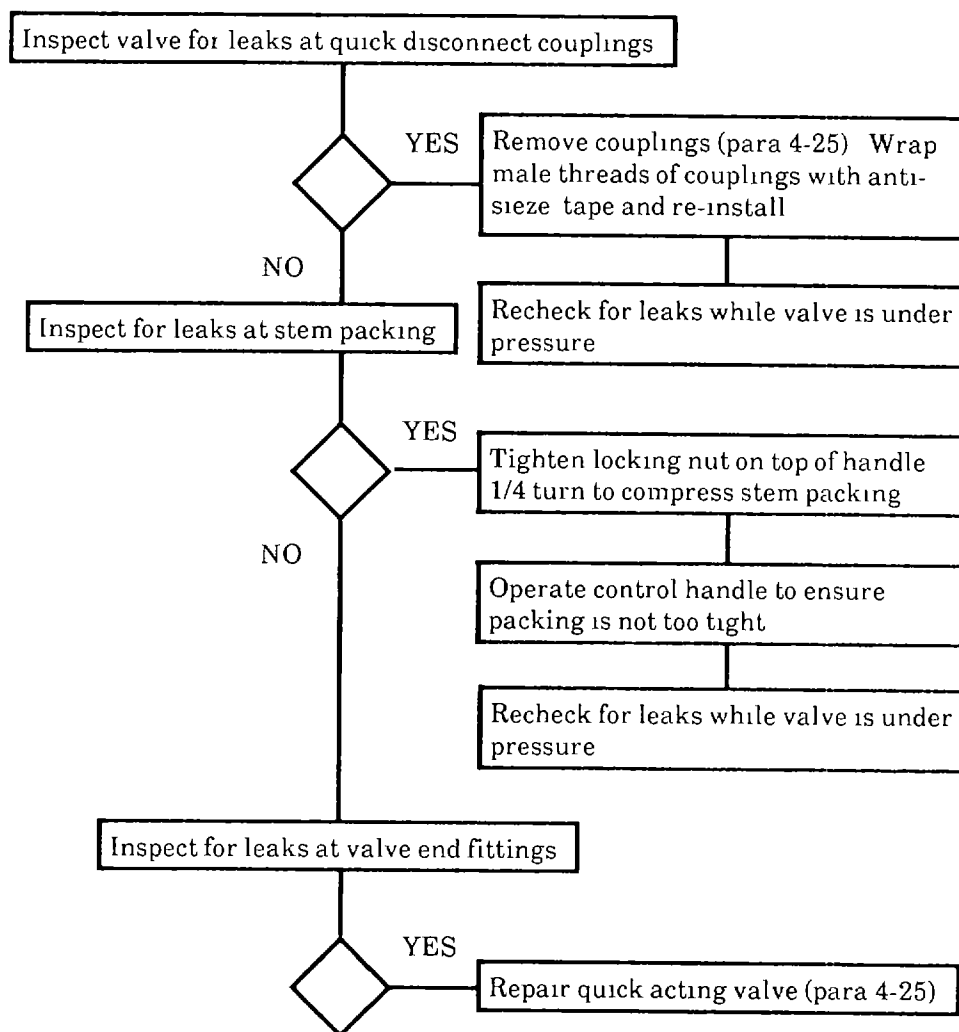 Inspect valve for leaks at quick disconnect couplings
YES
Remove couplings (para 4-25) Wrap
male threads of couplings with anti-
sieze tape and re-install
NO
Recheck for leaks while valve is under
pressure
Inspect for leaks at stem packing
YES
Tighten locking nut on top of handle
1/4 turn to compress stem packing
NO
Operate control handle to ensure
packing is not too tight
Recheck for leaks while valve is under
pressure
Inspect for leaks at valve end fittings
YES
Repair quick acting valve (para 4-25)